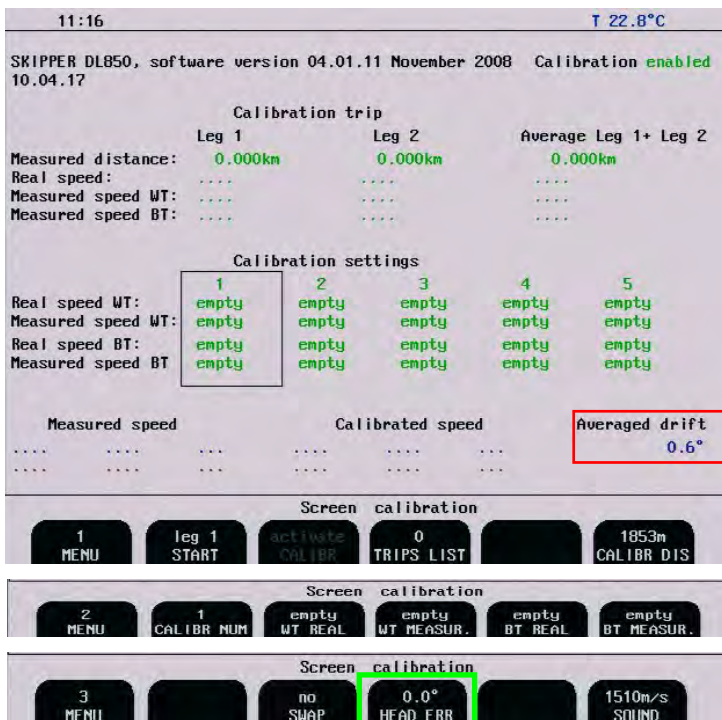 11:16 T 22.8°C
SKIPPER DL850, software version 04.01.11 November 2008 Calibration enabled
10.04.17
Calibration trip
Leg 1 Leg 2 Average Leg 1+ Leg 2
Measured distance: 0.000km 0.000km 0.000km
Real speed: .... .... ....
Measured speed WT: .... .... ....
Measured speed BT: .... .... ....
Calibration settings
1 2 3 4 5
Real speed WT: empty empty empty empty empty
Measured speed WT: empty empty empty empty empty
Real speed BT: empty empty empty empty empty
Measured speed BT empty empty empty empty empty
Measured speed Calibrated speed Averaged drift
.... .... ... .... .... ... 0.6°
.... .... ... .... .... ...
Screen calibration
1 leg 1 activate 0 1853m
MENU START CALIBR TRIPS LIST CALIBR DIS
Screen calibration
2 1 empty empty empty empty
MENU CALIBR NUM WT REAL WT MEASUR. BT REAL BT MEASUR.
Screen calibration
3 no 0.0° 1510m/s
MENU SWAP HEAD ERR SOUND